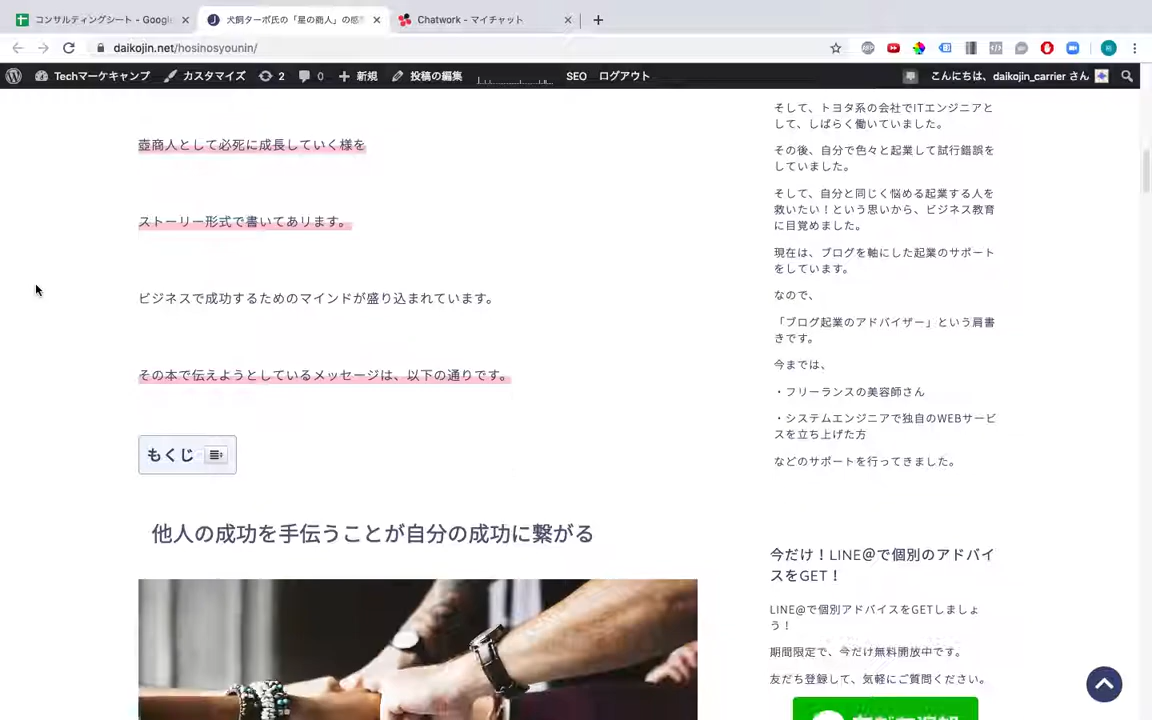 コンサルティングシート - Google
犬飼ターボ氏の「星の商人」の感
Chatwork - マイチャット
daikojin.net/hosinosyounin/
Techマーケキャンプ
カスタマイズ
2
0
新規
投稿の編集
SEO
ログアウト
こんにちは、daikojin_carrier さん
壺商人として必死に成長していく様を
ストーリー形式で書いてあリます。
ビジネスで成功するためのマインドが盛り込まれています。
その本で伝えようとしているメッセージは、以下の通りです。
もくじ
他人の成功を手伝うことが自分の成功に繋がる
そして、トヨタ系の会社でITエンジニアと
して、しばらく働いていました。
その後、自分で色々と起業して試行錯誤を
していました。
そして、自分と同じく悩める起業する人を
救いたい！という思いから、ビジネス教育
に目覚めました。
現在は、ブログを軸にした起業のサポート
をしています。
なので、
「ブログ起業のアドバイザー」という肩書
きです。
今までは、
・フリーランスの美容師さん
・システムエンジニアで独自のWEBサービ
スを立ち上げた方
などのサポートを行ってきました。
今だけ！LINE＠で個別のアドバイ
スをGET！
LINE@で個別アドバイスをGETしましょ
う！
期間限定で、今だけ無料開放中です。
友だち登録して、気軽にご質問ください。